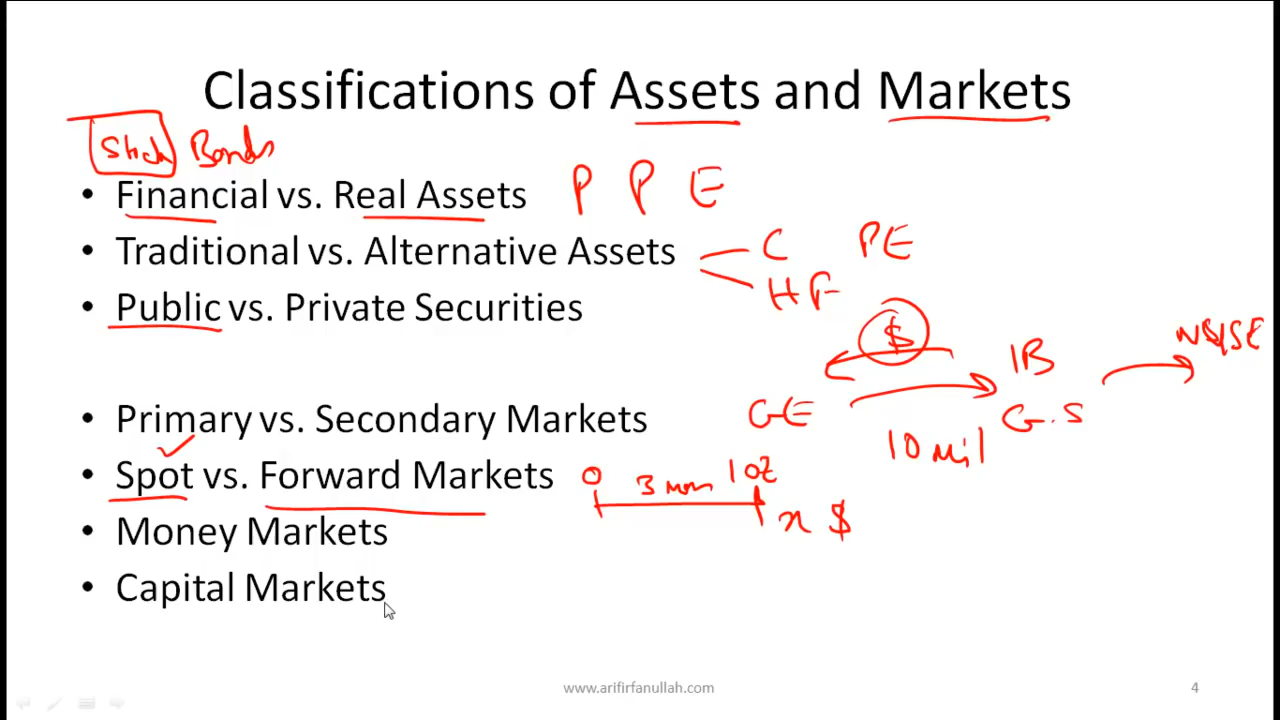 Classifications of Assets and Markets
Stock Bonds
• Financial vs. Real Assets P P E
• Traditional vs. Alternative Assets C PE
HF
• Public vs. Private Securities
$
IB NYSE
• Primary vs. Secondary Markets GE G.S
10 mil
• Spot vs. Forward Markets 0 3 mon 1 oz
x $
• Money Markets
• Capital Markets
www.arifirfanullah.com 4